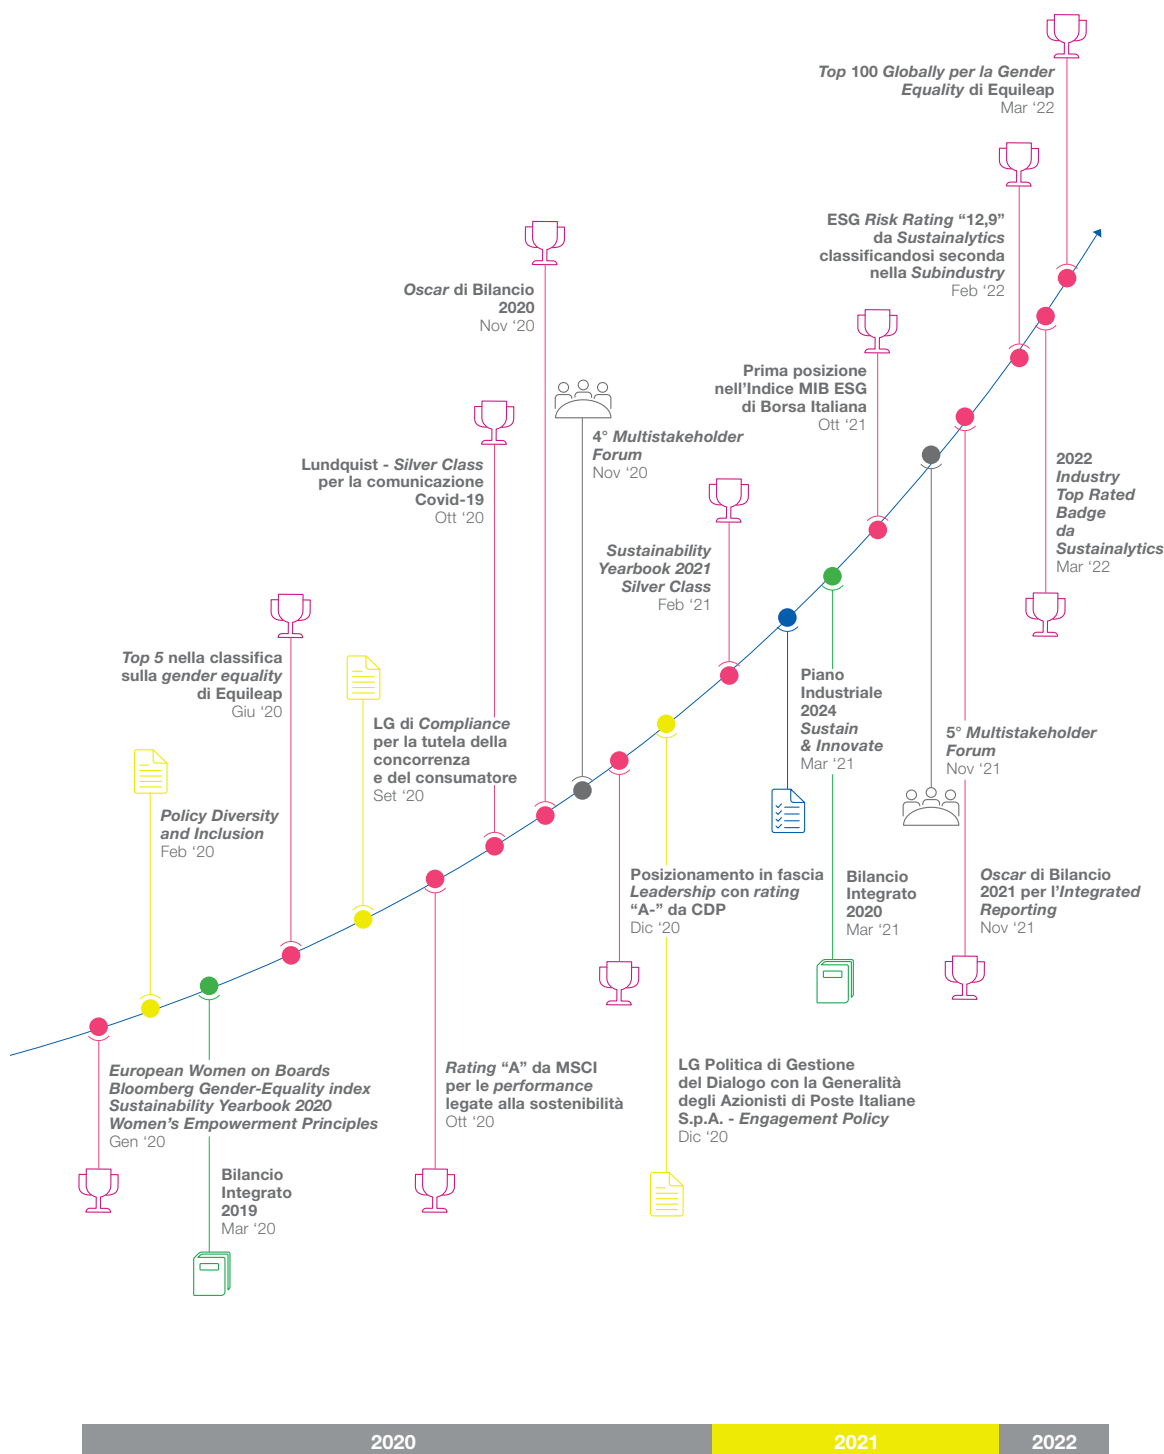 Top 100 Globally per la Gender
Equality di Equileap
Mar ‘22
ESG Risk Rating “12,9”
da Sustainalytics
classificandosi seconda
nella Subindustry
Feb ‘22
Oscar di Bilancio
2020
Nov ‘20
Prima posizione
nell’Indice MIB ESG
di Borsa Italiana
Ott ‘21
4° Multistakeholder
Forum
Nov ‘20
2022
Industry
Top Rated
Badge
da
Sustainalytics
Mar ‘22
Lundquist - Silver Class
per la comunicazione
Covid-19
Ott ‘20
Sustainability
Yearbook 2021
Silver Class
Feb ‘21
Top 5 nella classifica
sulla gender equality
di Equileap
Giu ‘20
Piano
Industriale
2024
Sustain
& Innovate
Mar ‘21
LG di Compliance
per la tutela della
concorrenza
e del consumatore
Set ‘20
5° Multistakeholder
Forum
Nov ‘21
Policy Diversity
and Inclusion
Feb ‘20
Posizionamento in fascia
Leadership con rating
“A-” da CDP
Dic ‘20
Bilancio
Integrato
2020
Mar ‘21
Oscar di Bilancio
2021 per l’Integrated
Reporting
Nov ‘21
European Women on Boards
Bloomberg Gender-Equality index
Sustainability Yearbook 2020
Women’s Empowerment Principles
Gen ‘20
Rating “A” da MSCI
per le performance
legate alla sostenibilità
Ott ‘20
LG Politica di Gestione
del Dialogo con la Generalità
degli Azionisti di Poste Italiane
S.p.A. - Engagement Policy
Dic ‘20
Bilancio
Integrato
2019
Mar ‘20
2020
2021
2022